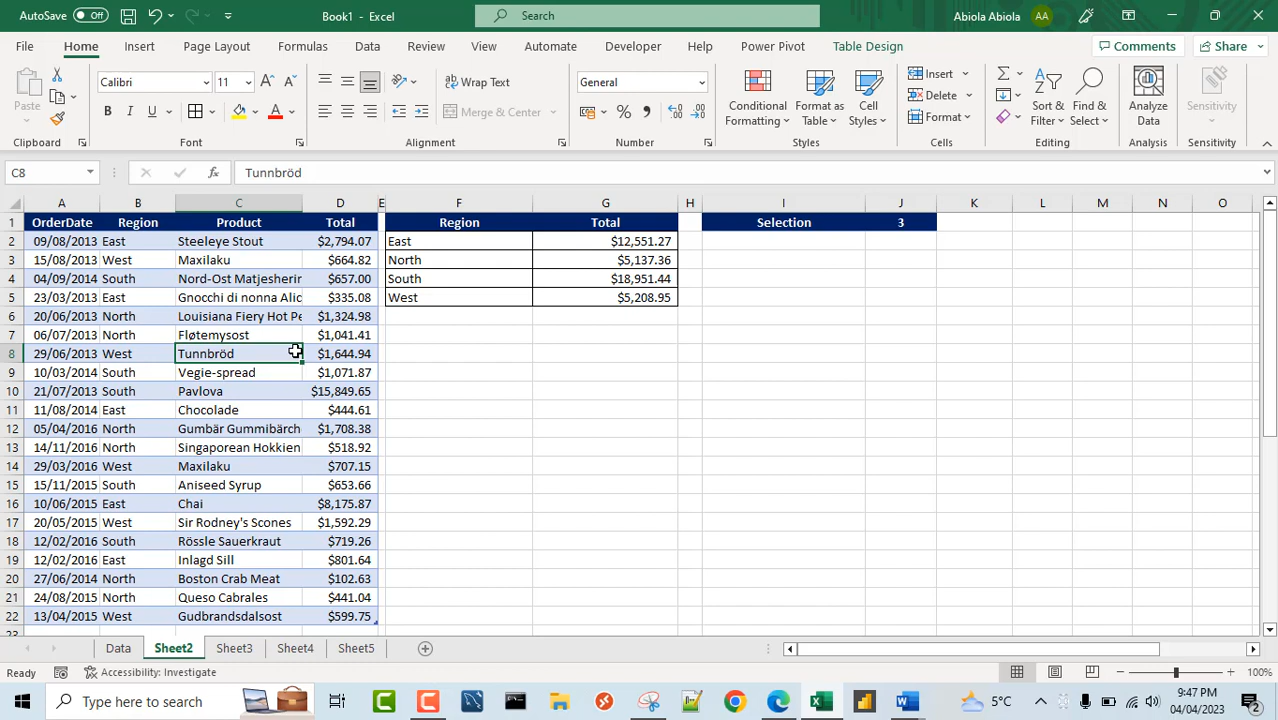 AutoSave Off Book1 - Excel Search Abiola Abiola AA
File Home Insert Page Layout Formulas Data Review View Automate Developer Help Power Pivot Table Design Comments Share
Paste Calibri 11 Wrap Text General Conditional Formatting Format as Table Cell Styles Insert Sort & Filter Find & Select Analyze Data Sensitivity
B I U Merge & Center Delete
Format
Clipboard Font Alignment Number Styles Cells Editing Analysis Sensitivity
C8 fx Tunnbröd
A B C D E F G H I J K L M N O
1 OrderDate Region Product Total Region Total Selection 3
2 09/08/2013 East Steeleye Stout $2,794.07 East $12,551.27
3 15/08/2013 West Maxilaku $664.82 North $5,137.36
4 04/09/2014 South Nord-Ost Matjesherin $657.00 South $18,951.44
5 23/03/2013 East Gnocchi di nonna Alic $335.08 West $5,208.95
6 20/06/2013 North Louisiana Fiery Hot Pe $1,324.98
7 06/07/2013 North Fløtemysost $1,041.41
8 29/06/2013 West Tunnbröd $1,644.94
9 10/03/2014 South Vegie-spread $1,071.87
10 21/07/2013 South Pavlova $15,849.65
11 11/08/2014 East Chocolade $444.61
12 05/04/2016 North Gumbär Gummibärch $1,708.38
13 14/11/2016 North Singaporean Hokkien $518.92
14 29/03/2016 West Maxilaku $707.15
15 15/11/2015 South Aniseed Syrup $653.66
16 10/06/2015 East Chai $8,175.87
17 20/05/2015 West Sir Rodney's Scones $1,592.29
18 12/02/2016 South Rössle Sauerkraut $719.26
19 12/02/2016 East Inlagd Sill $801.64
20 27/06/2014 North Boston Crab Meat $102.63
21 24/08/2015 North Queso Cabrales $441.04
22 13/04/2015 West Gudbrandsdalsost $599.75
23
Data Sheet2 Sheet3 Sheet4 Sheet5
Ready Accessibility: Investigate 100%
Type here to search 5°C 9:47 PM
04/04/2023 2